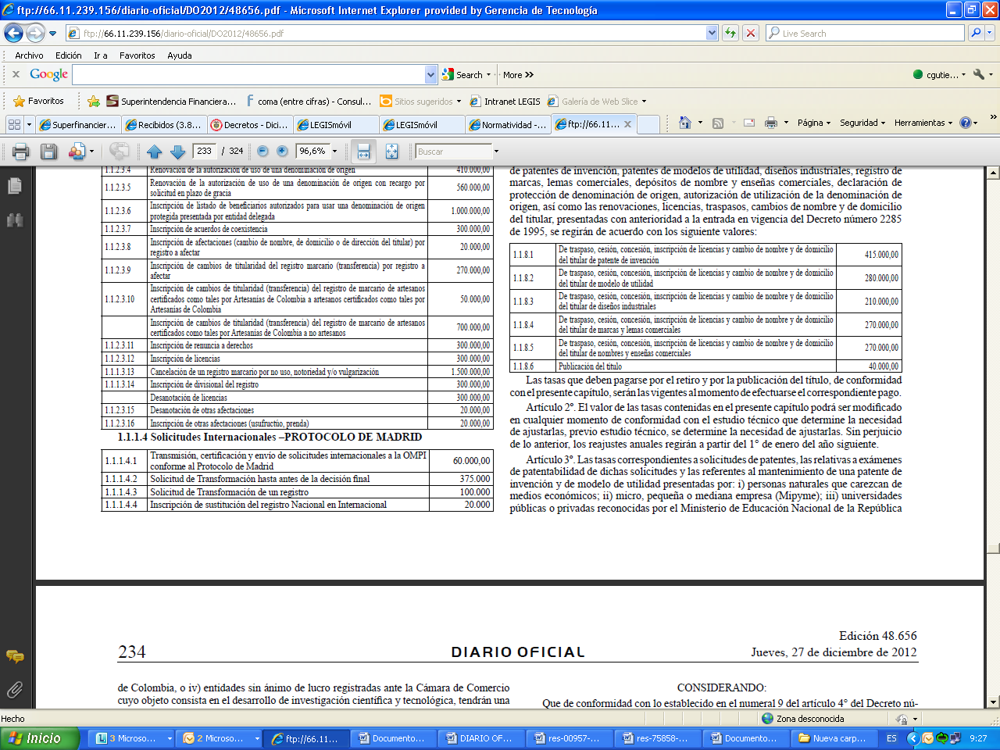 ftp://66.11.239.156/diario-oficial/DO2012/48656.pdf - Microsoft Internet Explorer provided by Gerencia de Tecnología
ftp://66.11.239.156/diario-oficial/DO2012/48656.pdf
Live Search
Archivo Edición Ir a Favoritos Ayuda
x Google Search More »
cgutie...
Favoritos Superintendencia Financiera... coma (entre cifras) - Consul... Sitios sugeridos Intranet LEGIS Galería de Web Slice
Superfinancier... Recibidos (3.8... Decretos - Dici... LEGISmóvil LEGISmóvil Normatividad -... ftp://66.11....
Página Seguridad Herramientas
233 / 324 96,6% Buscar
1.1.2.3.4 Renovación de la autorización de uso de una denominación de origen 410.000,00
1.1.2.3.5 Renovación de la autorización de uso de una denominación de origen con recargo por
solicitud en plazo de gracia 560.000,00
1.1.2.3.6 Inscripción de listado de beneficiarios autorizados para usar una denominación de origen
protegida presentada por entidad delegada 1.000.000,00
1.1.2.3.7 Inscripción de acuerdos de coexistencia 300.000,00
1.1.2.3.8 Inscripción de afectaciones (cambio de nombre, de domicilio o de dirección del titular) por
registro a afectar 20.000,00
1.1.2.3.9 Inscripción de cambios de titularidad del registro marcario (transferencia) por registro a
afectar 270.000,00
1.1.2.3.10 Inscripción de cambios de titularidad (transferencia) del registro de marcario de artesanos
certificados como tales por Artesanías de Colombia a artesanos certificados como tales por
Artesanías de Colombia 50.000,00
Inscripción de cambios de titularidad (transferencia) del registro de marcario de artesanos
certificados como tales por Artesanías de Colombia a no artesanos 700.000,00
1.1.2.3.11 Inscripción de renuncia a derechos 300.000,00
1.1.2.3.12 Inscripción de licencias 300.000,00
1.1.1.3.13 Cancelación de un registro marcario por no uso, notoriedad y/o vulgarización 1.500.000,00
1.1.1.3.14 Inscripción de divisional del registro 300.000,00
Desanotación de licencias 300.000,00
1.1.2.3.15 Desanotación de otras afectaciones 20.000,00
1.1.2.3.16 Inscripción de otras afectaciones (usufructúo, prenda) 20.000,00
1.1.1.4 Solicitudes Internacionales –PROTOCOLO DE MADRID
1.1.1.4.1 Transmisión, certificación y envío de solicitudes internacionales a la OMPI
conforme al Protocolo de Madrid 60.000,00
1.1.1.4.2 Solicitud de Transformación hasta antes de la decisión final 375.000
1.1.1.4.3 Solicitud de Transformación de un registro 100.000
1.1.1.4.4 Inscripción de sustitución del registro Nacional en Internacional 20.000
de patentes de invención, patentes de modelos de utilidad, diseños industriales, registro de
marcas, lemas comerciales, depósitos de nombre y enseñas comerciales, declaración de
protección de denominación de origen, autorización de utilización de la denominación de
origen, así como las renovaciones, licencias, traspasos, cambios de nombre y de domicilio
del titular, presentadas con anterioridad a la entrada en vigencia del Decreto número 2285
de 1995, se regirán de acuerdo con los siguiente valores:
1.1.8.1 De traspaso, cesión, concesión, inscripción de licencias y cambio de nombre y de domicilio
del titular de patente de invención 415.000,00
1.1.8.2 De traspaso, cesión, concesión, inscripción de licencias y cambio de nombre y de domicilio
del titular de modelo de utilidad 280.000,00
1.1.8.3 De traspaso, cesión, concesión, inscripción de licencias y cambio de nombre y de domicilio
del titular de diseños industriales 210.000,00
1.1.8.4 De traspaso, cesión, concesión, inscripción de licencias y cambio de nombre y de domicilio
del titular de marcas y lemas comerciales 270.000,00
1.1.8.5 De traspaso, cesión, concesión, inscripción de licencias y cambio de nombre y de domicilio
del titular de nombres y enseñas comerciales 270.000,00
1.1.8.6 Publicación del título 40.000,00
Las tasas que deben pagarse por el retiro y por la publicación del título, de conformidad
con el presente capítulo, serán las vigentes al momento de efectuarse el correspondiente pago.
Artículo 2°. El valor de las tasas contenidas en el presente capítulo podrá ser modificado
en cualquier momento de conformidad con el estudio técnico que determine la necesidad
de ajustarlas, previo estudio técnico, se determine la necesidad de ajustarlas. Sin perjuicio
de lo anterior, los reajustes anuales regirán a partir del 1° de enero del año siguiente.
Artículo 3°. Las tasas correspondientes a solicitudes de patentes, las relativas a exámenes
de patentabilidad de dichas solicitudes y las referentes al mantenimiento de una patente de
invención y de modelo de utilidad presentadas por: i) personas naturales que carezcan de
medios económicos; ii) micro, pequeña o mediana empresa (Mipyme); iii) universidades
públicas o privadas reconocidas por el Ministerio de Educación Nacional de la República
Edición 48.656
234 DIARIO OFICIAL Jueves, 27 de diciembre de 2012
de Colombia, o iv) entidades sin ánimo de lucro registradas ante la Cámara de Comercio
cuyo objeto consista en el desarrollo de investigación científica y tecnológica, tendrán una
CONSIDERANDO:
Que de conformidad con lo establecido en el numeral 9 del artículo 4° del Decreto nú-
Hecho Zona desconocida
Inicio 3 Microso... 2 Microso... ftp://66.11.... Documento... DIARIO OF... res-00957-... res-75858-... Documento... Nueva carp... ES 9:27